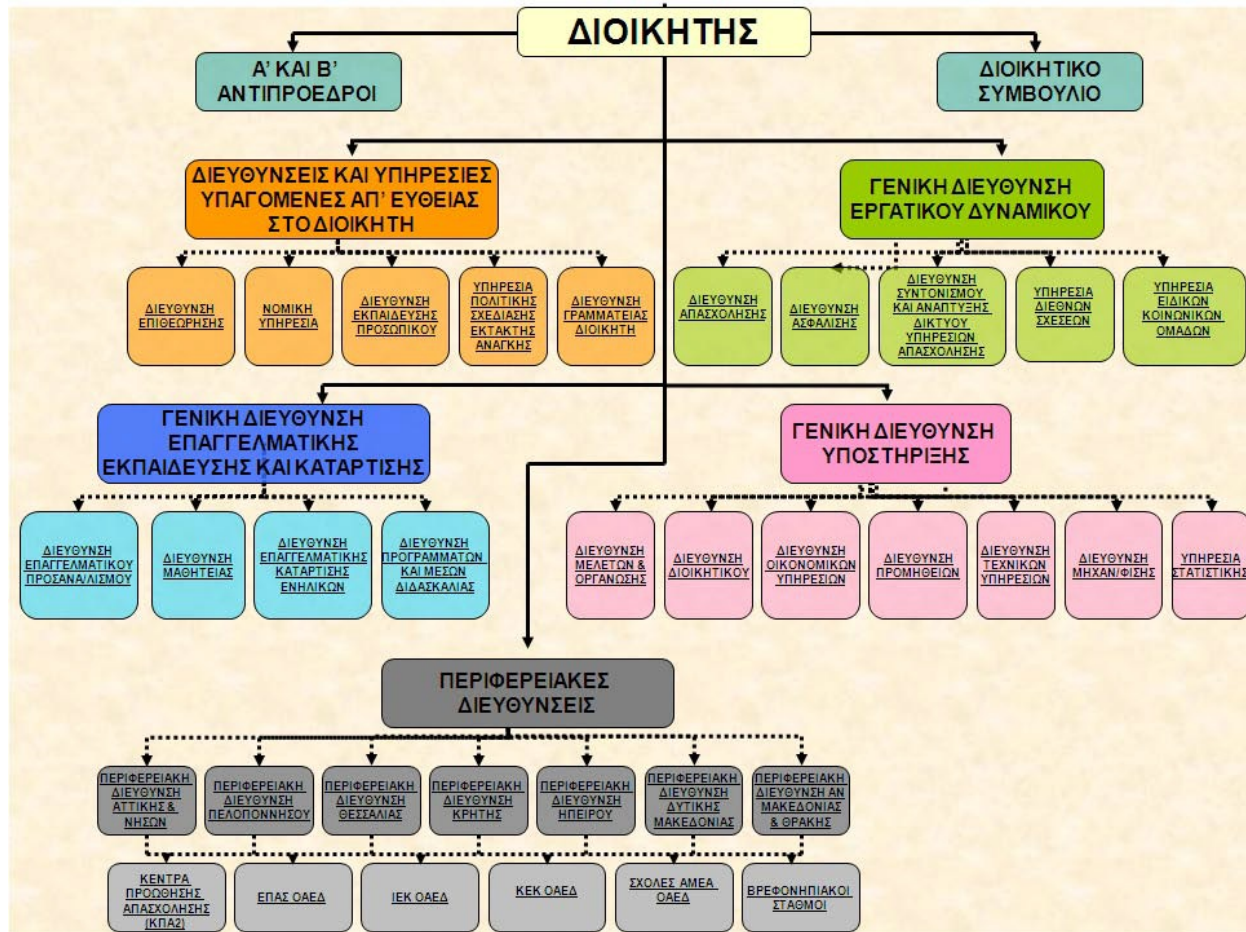 ΔΙΟΙΚΗΤΗΣ
Α' ΚΑΙ Β'
ΑΝΤΙΠΡΟΕΔΡΟΙ
ΔΙΟΙΚΗΤΙΚΟ
ΣΥΜΒΟΥΛΙΟ
ΔΙΕΥΘΥΝΣΕΙΣ ΚΑΙ ΥΠΗΡΕΣΙΕΣ
ΥΠΑΓΟΜΕΝΕΣ ΑΠ' ΕΥΘΕΙΑΣ
ΣΤΟ ΔΙΟΙΚΗΤΗ
ΓΕΝΙΚΗ ΔΙΕΥΘΥΝΣΗ
ΕΡΓΑΤΙΚΟΥ ΔΥΝΑΜΙΚΟΥ
ΔΙΕΥΘΥΝΣΗ
ΕΠΙΘΕΩΡΗΣΗΣ
ΝΟΜΙΚΗ
ΥΠΗΡΕΣΙΑ
ΔΙΕΥΘΥΝΣΗ
ΕΚΠΑΙΔΕΥΣΗΣ
ΠΡΟΣΩΠΙΚΟΥ
ΥΠΗΡΕΣΙΑ
ΠΟΛΙΤΙΚΗΣ
ΣΧΕΔΙΑΣΗΣ
ΕΚΤΑΚΤΗΣ
ΑΝΑΓΚΗΣ
ΔΙΕΥΘΥΝΣΗ
ΓΡΑΜΜΑΤΕΙΑΣ
ΔΙΟΙΚΗΤΗ
ΔΙΕΥΘΥΝΣΗ
ΑΠΑΣΧΟΛΗΣΗΣ
ΔΙΕΥΘΥΝΣΗ
ΑΣΦΑΛΙΣΗΣ
ΔΙΕΥΘΥΝΣΗ
ΣΥΝΤΟΝΙΣΜΟΥ
ΚΑΙ ΑΝΑΠΤΥΞΗΣ
ΔΙΚΤΥΟΥ
ΥΠΗΡΕΣΙΩΝ
ΑΠΑΣΧΟΛΗΣΗΣ
ΥΠΗΡΕΣΙΑ
ΔΙΕΘΝΩΝ
ΣΧΕΣΕΩΝ
ΥΠΗΡΕΣΙΑ
ΕΙΔΙΚΩΝ
ΚΟΙΝΩΝΙΚΩΝ
ΟΜΑΔΩΝ
ΓΕΝΙΚΗ ΔΙΕΥΘΥΝΣΗ
ΕΠΑΓΓΕΛΜΑΤΙΚΗΣ
ΕΚΠΑΙΔΕΥΣΗΣ ΚΑΙ ΚΑΤΑΡΤΙΣΗΣ
ΓΕΝΙΚΗ ΔΙΕΥΘΥΝΣΗ
ΥΠΟΣΤΗΡΙΞΗΣ
ΔΙΕΥΘΥΝΣΗ
ΕΠΑΓΓΕΛΜΑΤΙΚΟΥ
ΠΡΟΣΑΝΑ/ΛΙΣΜΟΥ
ΔΙΕΥΘΥΝΣΗ
ΜΑΘΗΤΕΙΑΣ
ΔΙΕΥΘΥΝΣΗ
ΕΠΑΓΓΕΛΜΑΤΙΚΗΣ
ΚΑΤΑΡΤΙΣΗΣ
ΕΝΗΛΙΚΩΝ
ΔΙΕΥΘΥΝΣΗ
ΠΡΟΓΡΑΜΜΑΤΩΝ
ΚΑΙ ΜΕΣΩΝ
ΔΙΔΑΣΚΑΛΙΑΣ
ΔΙΕΥΘΥΝΣΗ
ΜΕΛΕΤΩΝ &
ΟΡΓΑΝΩΣΗΣ
ΔΙΕΥΘΥΝΣΗ
ΔΙΟΙΚΗΤΙΚΟΥ
ΔΙΕΥΘΥΝΣΗ
ΟΙΚΟΝΟΜΙΚΩΝ
ΥΠΗΡΕΣΙΩΝ
ΔΙΕΥΘΥΝΣΗ
ΠΡΟΜΗΘΕΙΩΝ
ΔΙΕΥΘΥΝΣΗ
ΤΕΧΝΙΚΩΝ
ΥΠΗΡΕΣΙΩΝ
ΔΙΕΥΘΥΝΣΗ
ΜΗΧΑΝ/ΦΙΣΗΣ
ΥΠΗΡΕΣΙΑ
ΣΤΑΤΙΣΤΙΚΗΣ
ΠΕΡΙΦΕΡΕΙΑΚΕΣ
ΔΙΕΥΘΥΝΣΕΙΣ
ΠΕΡΙΦΕΡΕΙΑΚΗ
ΔΙΕΥΘΥΝΣΗ
ΑΤΤΙΚΗΣ &
ΝΗΣΩΝ
ΠΕΡΙΦΕΡΕΙΑΚΗ
ΔΙΕΥΘΥΝΣΗ
ΠΕΛΟΠΟΝΝΗΣΟΥ
ΠΕΡΙΦΕΡΕΙΑΚΗ
ΔΙΕΥΘΥΝΣΗ
ΘΕΣΣΑΛΙΑΣ
ΠΕΡΙΦΕΡΕΙΑΚΗ
ΔΙΕΥΘΥΝΣΗ
ΚΡΗΤΗΣ
ΠΕΡΙΦΕΡΕΙΑΚΗ
ΔΙΕΥΘΥΝΣΗ
ΗΠΕΙΡΟΥ
ΠΕΡΙΦΕΡΕΙΑΚΗ
ΔΙΕΥΘΥΝΣΗ
ΔΥΤΙΚΗΣ
ΜΑΚΕΔΟΝΙΑΣ
ΠΕΡΙΦΕΡΕΙΑΚΗ
ΔΙΕΥΘΥΝΣΗ ΑΝ
ΜΑΚΕΔΟΝΙΑΣ
& ΘΡΑΚΗΣ
ΚΕΝΤΡΑ
ΠΡΟΩΘΗΣΗΣ
ΑΠΑΣΧΟΛΗΣΗΣ
(ΚΠΑ2)
ΕΠΑΣ ΟΑΕΔ
ΙΕΚ ΟΑΕΔ
ΚΕΚ ΟΑΕΔ
ΣΧΟΛΕΣ ΑΜΕΑ
ΟΑΕΔ
ΒΡΕΦΟΝΗΠΙΑΚΟΙ
ΣΤΑΘΜΟΙ